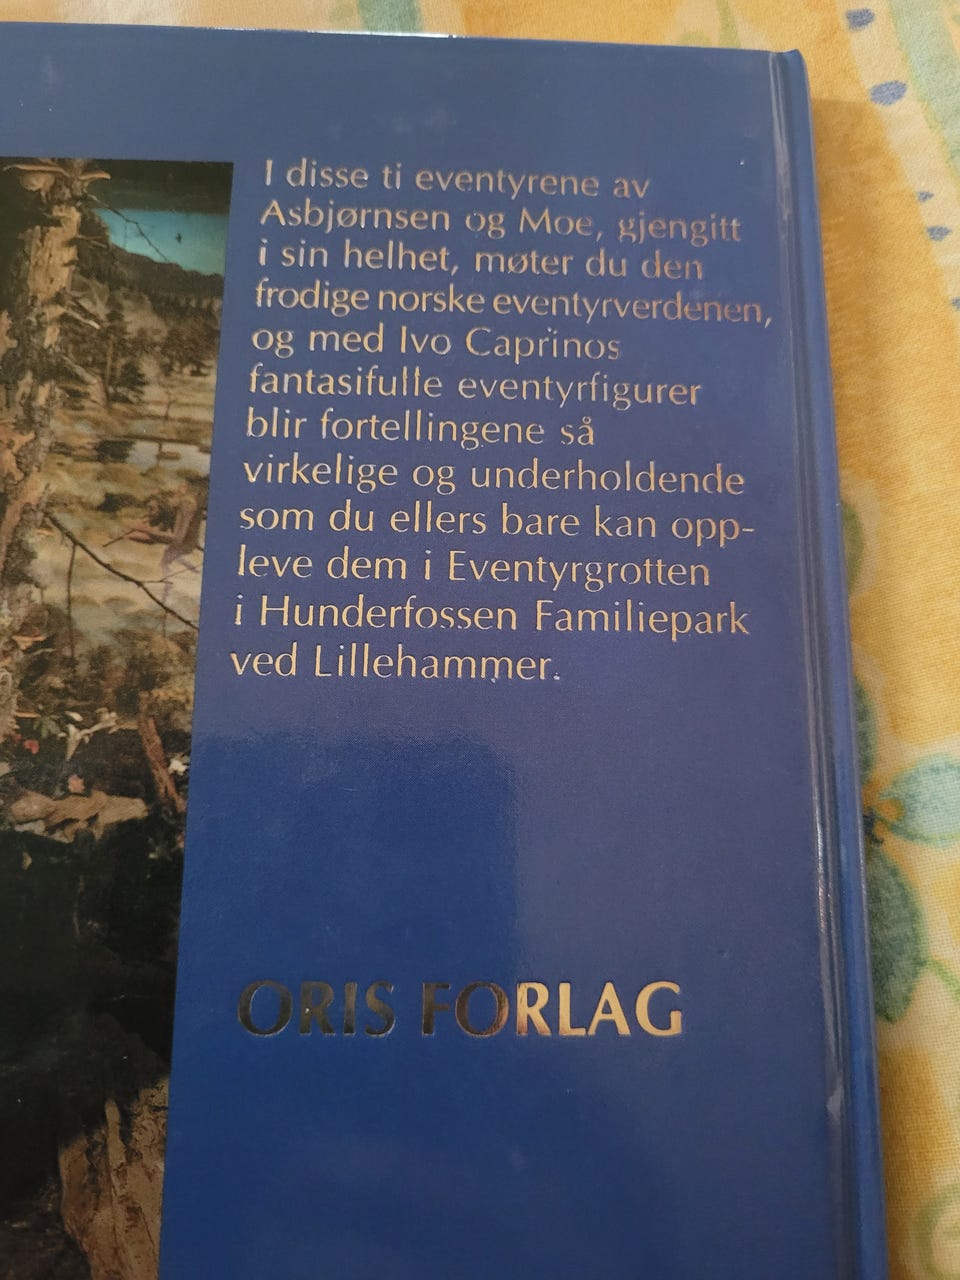 I disse ti eventyrene av
Asbjørnsen og Moe, gjengitt
i sin helhet, møter du den
frodige norske eventyrverdenen,
og med Ivo Caprinos
fantasifulle eventyrfigurer
blir fortellingene så
virkelige og underholdende
som du ellers bare kan opp-
leve dem i Eventyrgrotten
i Hunderfossen Familiepark
ved Lillehammer.
ORIS FORLAG